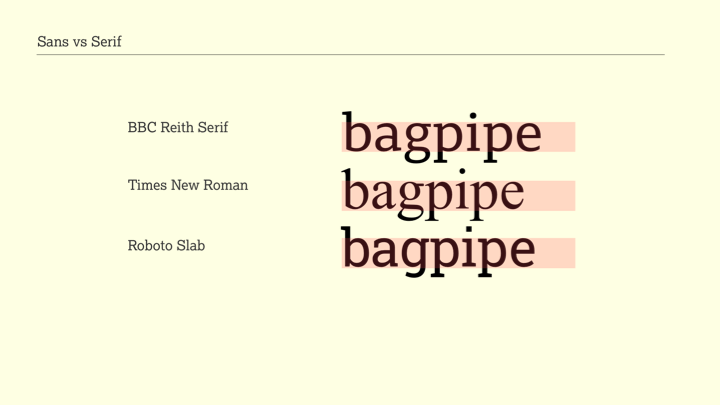 Sans vs Serif
BBC Reith Serif
bagpipe
Times New Roman
bagpipe
Roboto Slab
bagpipe